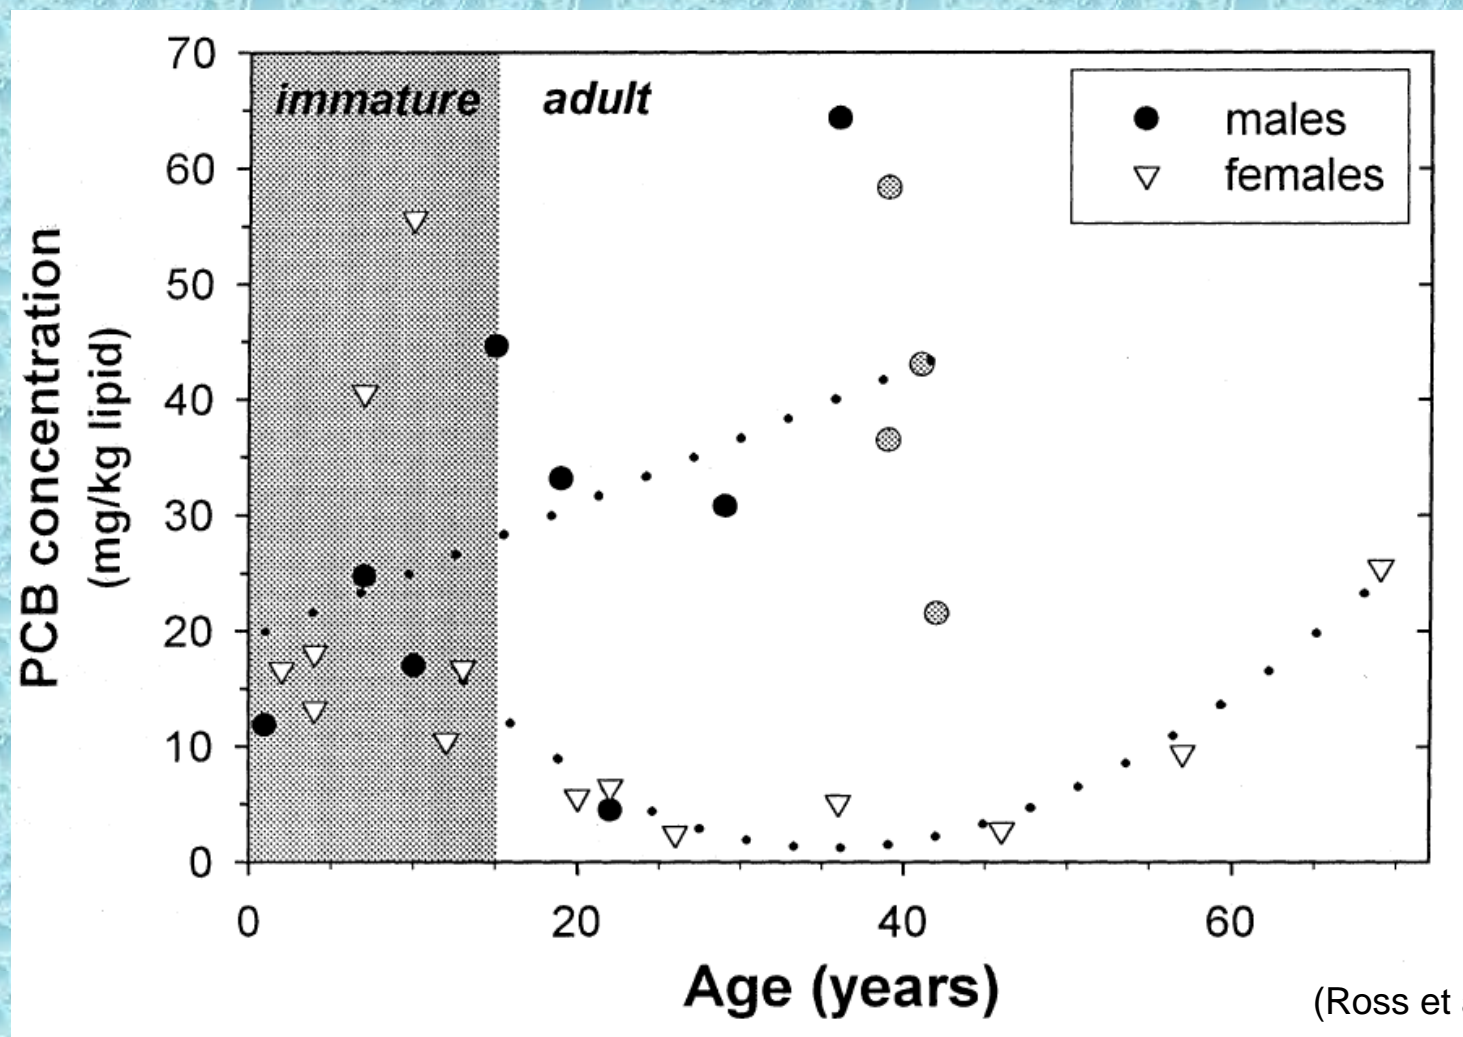 70
60
50
40
30
20
10
0
PCB concentration
(mg/kg lipid)
immature
adult
males
females
0 20 40 60
Age (years)
(Ross et